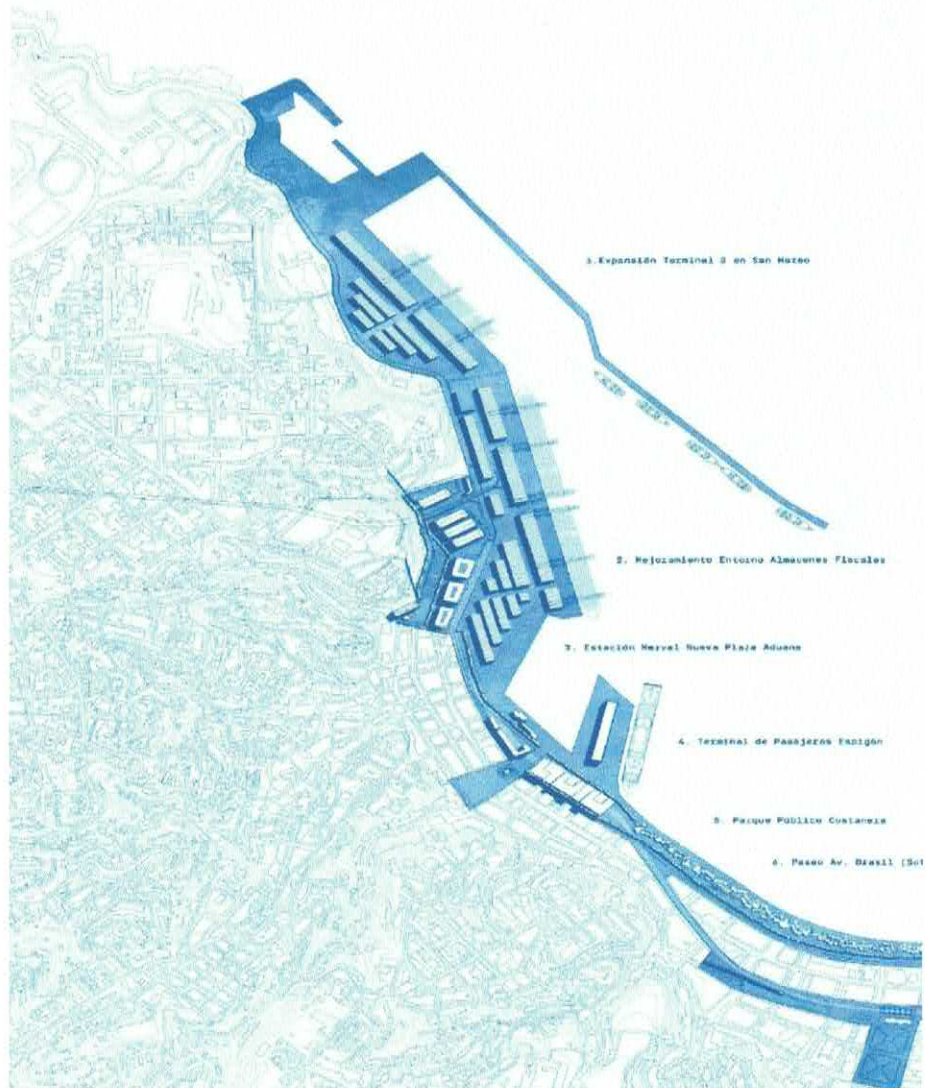 1.Expansión Terminal 2 en San Mateo
2. Mejoramiento Entorno Almacenes Fiscales
3. Estación Merval Nueva Plaza Aduana
4. Terminal de Pasajeros Espigón
5. Parque Público Costanera
6. Paseo Av. Brasil (Sot